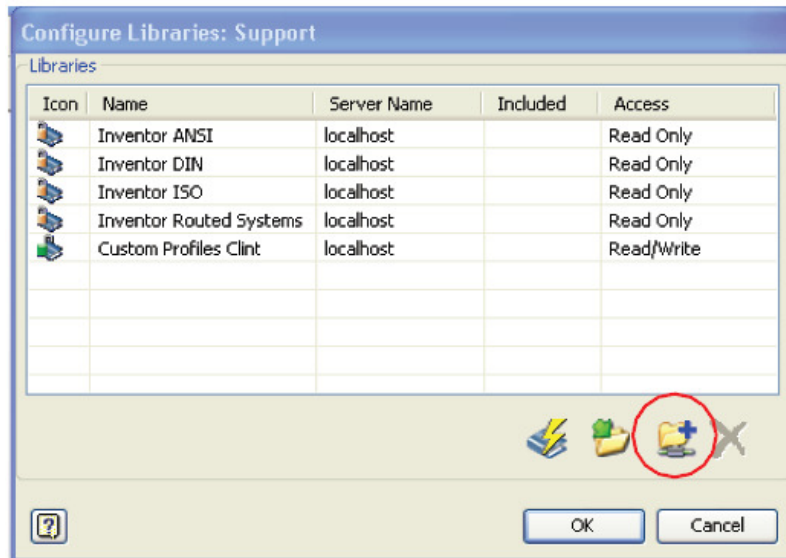 Configure Libraries: Support
Libraries
Icon Name Server Name Included Access
Inventor ANSI localhost Read Only
Inventor DIN localhost Read Only
Inventor ISO localhost Read Only
Inventor Routed Systems localhost Read Only
Custom Profiles Clint localhost Read/Write
? OK Cancel